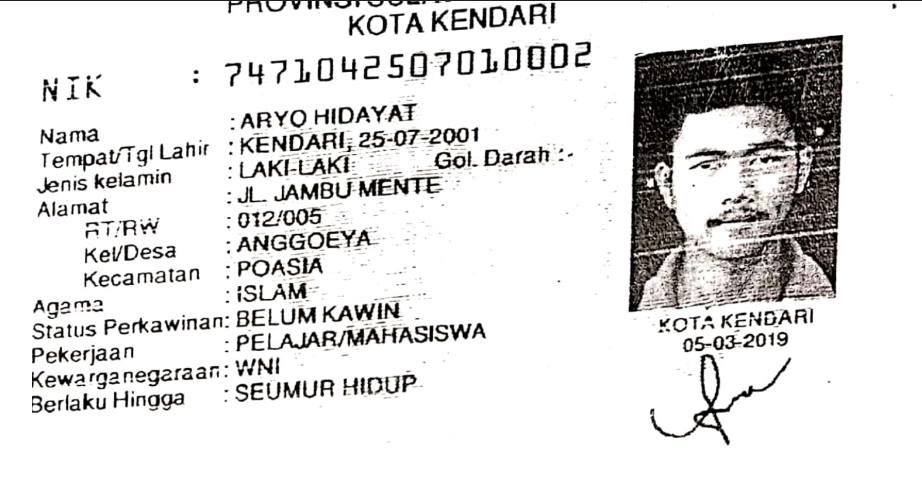 KOTA KENDARI
NIK : 7471042507010002
Nama : ARYO HIDAYAT
Tempat/Tgl Lahir : KENDARI, 25-07-2001
Jenis kelamin : LAKI-LAKI Gol. Darah :-
Alamat : JL. JAMBU MENTE
RT/RW : 012/005
Kel/Desa : ANGGOEYA
Kecamatan : POASIA
Agama : ISLAM
Status Perkawinan: BELUM KAWIN
Pekerjaan : PELAJAR/MAHASISWA
Kewarganegaraan: WNI
Berlaku Hingga : SEUMUR HIDUP
KOTA KENDARI
05-03-2019